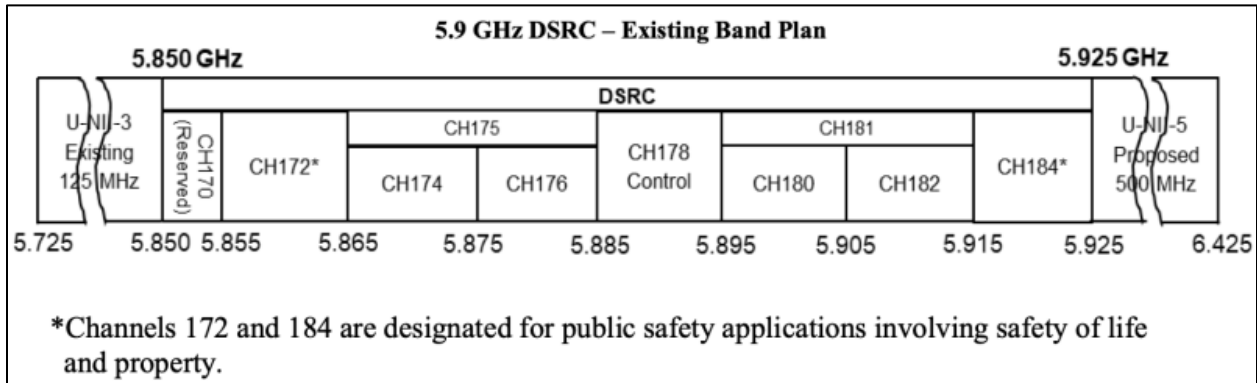 5.9 GHz DSRC – Existing Band Plan
5.850 GHz
5.925 GHz
DSRC
U-NII-3
Existing
125 MHz
CH170
(Reserved)
CH172*
CH175
CH174
CH176
CH178
Control
CH181
CH180
CH182
CH184*
U-NII-5
Proposed
500 MHz
5.725
5.850
5.855
5.865
5.875
5.885
5.895
5.905
5.915
5.925
6.425
*Channels 172 and 184 are designated for public safety applications involving safety of life
and property.